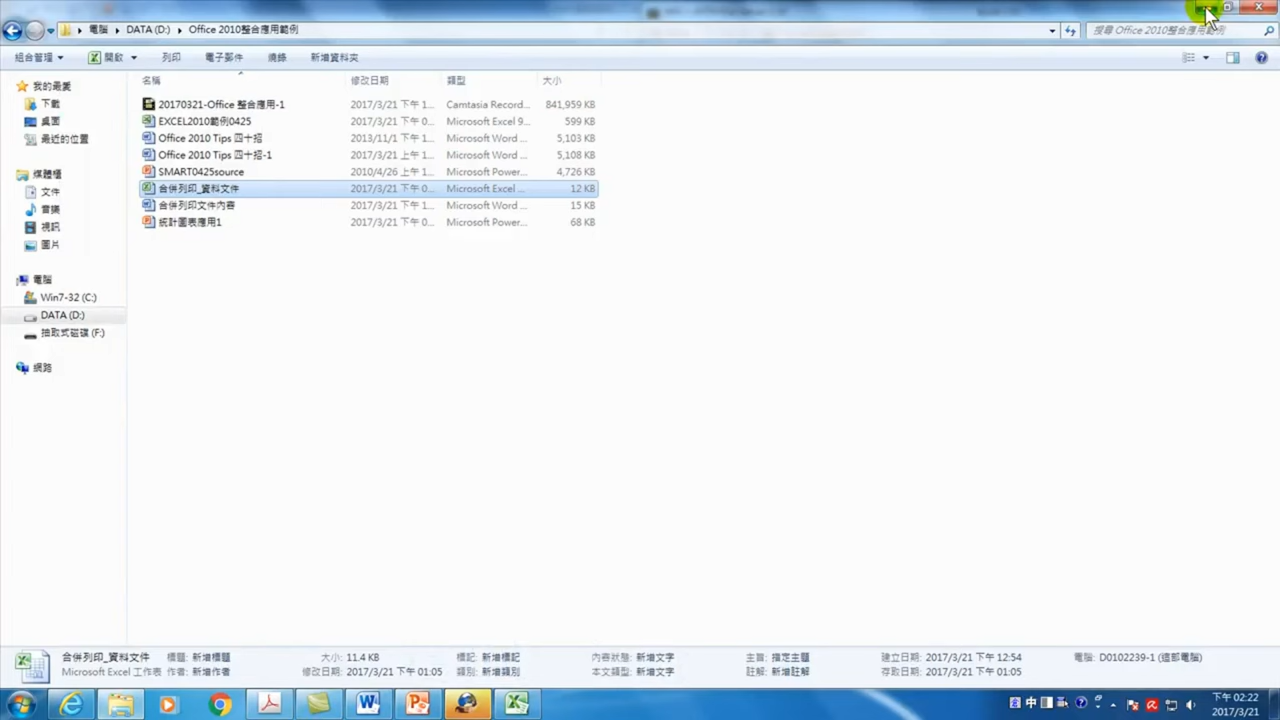 電腦 ▸ DATA (D:) ▸ Office 2010整合應用範例
搜尋 Office 2010整合應用範例
組合管理 開啟 列印 電子郵件 燒錄 新增資料夾
我的最愛
下載
桌面
最近的位置
媒體櫃
文件
音樂
視訊
圖片
電腦
Win7-32 (C:)
DATA (D:)
抽取式磁碟 (F:)
網路
名稱 修改日期 類型 大小
20170321-Office 整合應用-1 2017/3/21 下午 1... Camtasia Record... 841,959 KB
EXCEL2010範例0425 2017/3/21 下午 0... Microsoft Excel 9... 599 KB
Office 2010 Tips 四十招 2013/11/1 下午 1... Microsoft Word ... 5,103 KB
Office 2010 Tips 四十招-1 2017/3/21 上午 1... Microsoft Word ... 5,108 KB
SMART0425source 2010/4/26 上午 1... Microsoft Power... 4,726 KB
合併列印_資料文件 2017/3/21 下午 0... Microsoft Excel ... 12 KB
合併列印文件內容 2017/3/21 下午 1... Microsoft Word ... 15 KB
統計圖表應用1 2017/3/21 下午 0... Microsoft Power... 68 KB
合併列印_資料文件 標題: 新增標題 大小: 11.4 KB 標記: 新增標記 內容狀態: 新增文字 主旨: 指定主題 建立日期: 2017/3/21 下午 12:54 電腦: D0102239-1 (這部電腦)
Microsoft Excel 工作表 作者: 新增作者 修改日期: 2017/3/21 下午 01:05 類別: 新增類別 本文類型: 新增文字 註解: 新增註解 存取日期: 2017/3/21 下午 01:05
中
下午 02:22
2017/3/21